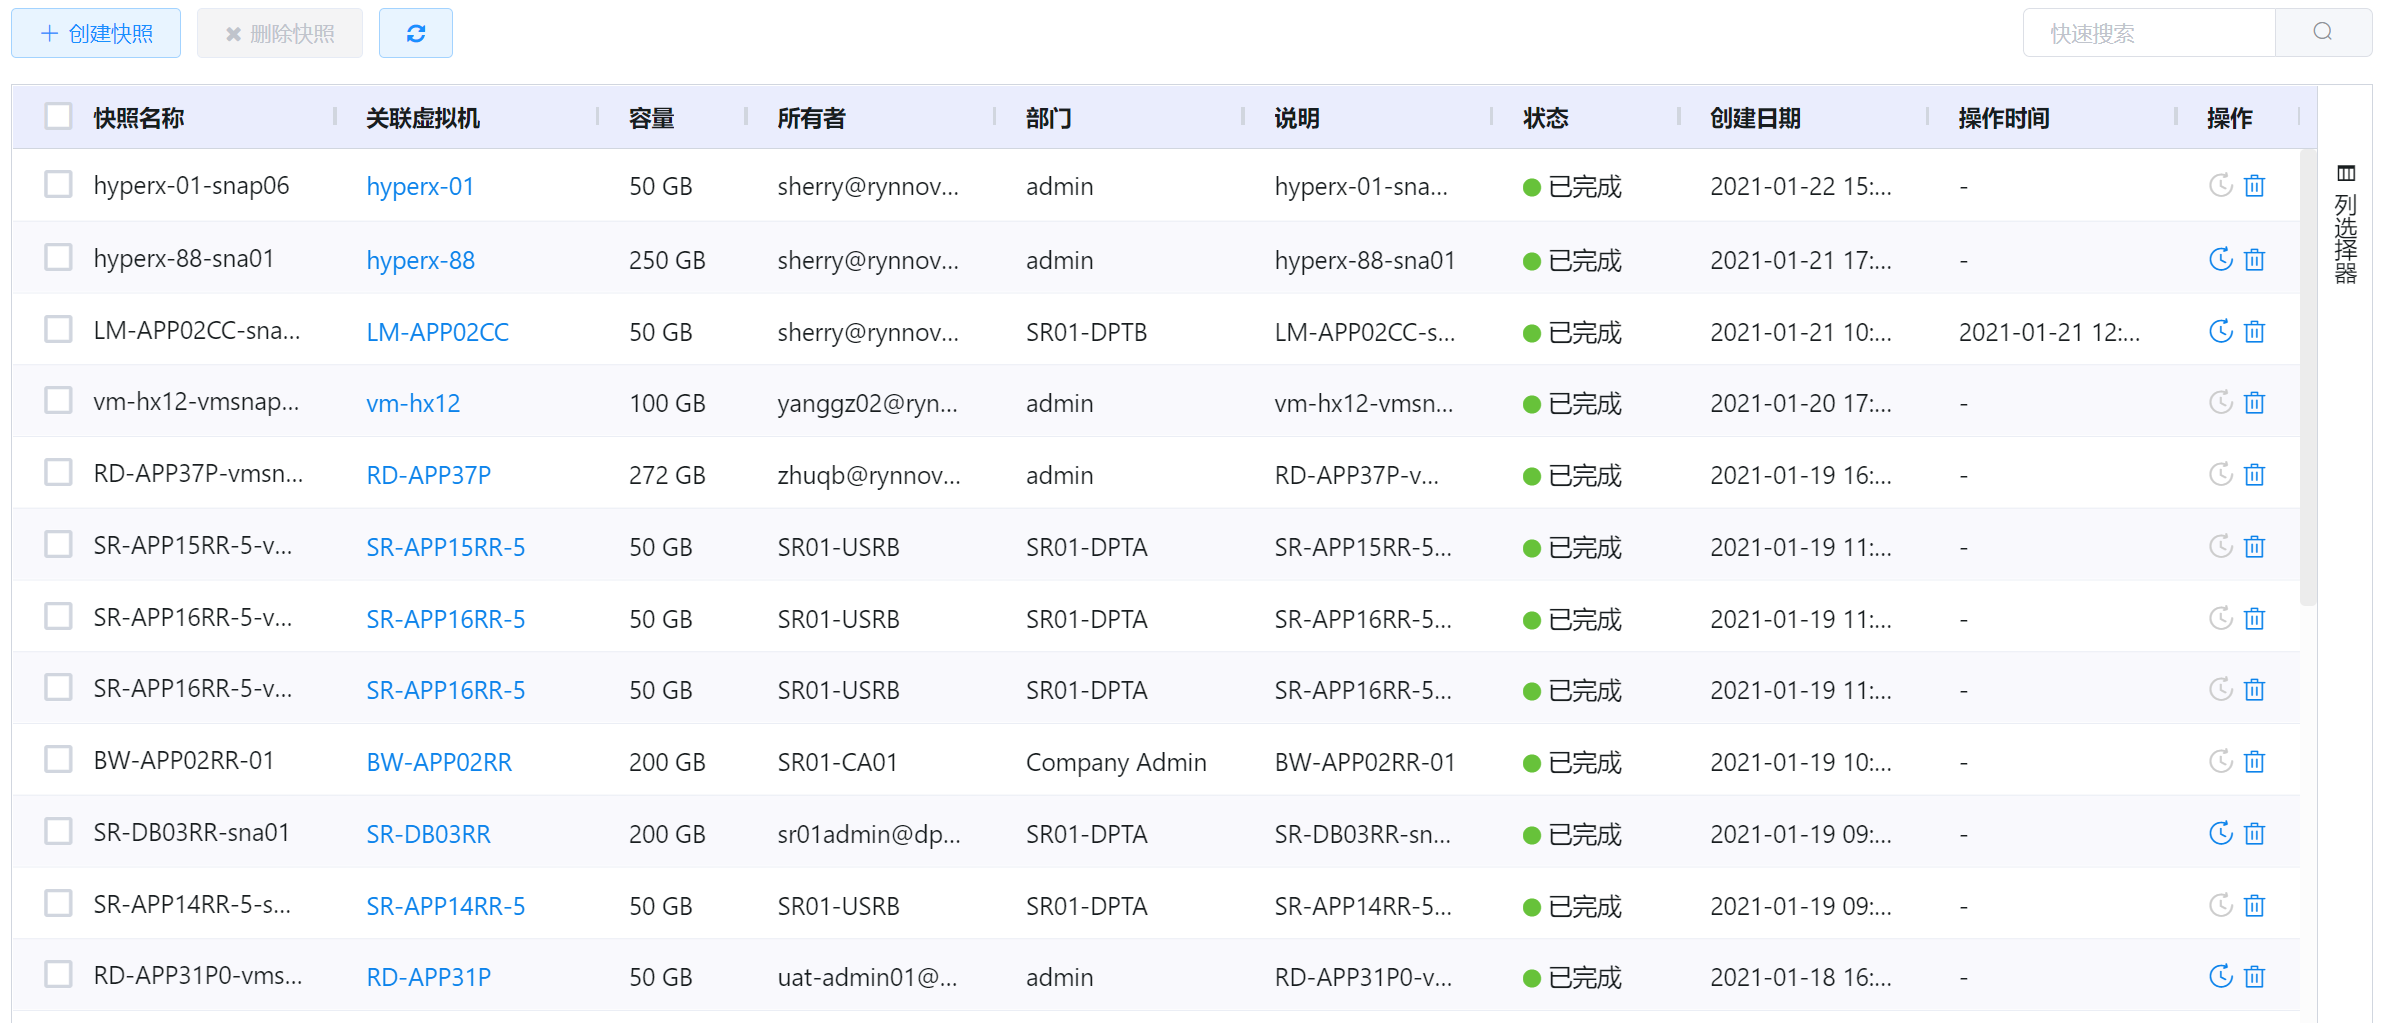 创建快照 删除快照 快速搜索
快照名称 关联虚拟机 容量 所有者 部门 说明 状态 创建日期 操作时间 操作
hyperx-01-snap06 hyperx-01 50 GB sherry@rynnov... admin hyperx-01-sna... 已完成 2021-01-22 15:... -
hyperx-88-sna01 hyperx-88 250 GB sherry@rynnov... admin hyperx-88-sna01 已完成 2021-01-21 17:... -
LM-APP02CC-sna... LM-APP02CC 50 GB sherry@rynnov... SR01-DPTB LM-APP02CC-s... 已完成 2021-01-21 10:... 2021-01-21 12:...
vm-hx12-vmsnap... vm-hx12 100 GB yanggz02@ryn... admin vm-hx12-vmsn... 已完成 2021-01-20 17:... -
RD-APP37P-vmsn... RD-APP37P 272 GB zhuqb@rynnov... admin RD-APP37P-v... 已完成 2021-01-19 16:... -
SR-APP15RR-5-v... SR-APP15RR-5 50 GB SR01-USRB SR01-DPTA SR-APP15RR-5... 已完成 2021-01-19 11:... -
SR-APP16RR-5-v... SR-APP16RR-5 50 GB SR01-USRB SR01-DPTA SR-APP16RR-5... 已完成 2021-01-19 11:... -
SR-APP16RR-5-v... SR-APP16RR-5 50 GB SR01-USRB SR01-DPTA SR-APP16RR-5... 已完成 2021-01-19 11:... -
BW-APP02RR-01 BW-APP02RR 200 GB SR01-CA01 Company Admin BW-APP02RR-01 已完成 2021-01-19 10:... -
SR-DB03RR-sna01 SR-DB03RR 200 GB sr01admin@dp... SR01-DPTA SR-DB03RR-sn... 已完成 2021-01-19 09:... -
SR-APP14RR-5-s... SR-APP14RR-5 50 GB SR01-USRB SR01-DPTA SR-APP14RR-5... 已完成 2021-01-19 09:... -
RD-APP31P0-vms... RD-APP31P 50 GB uat-admin01@... admin RD-APP31P0-v... 已完成 2021-01-18 16:... -
列选择器